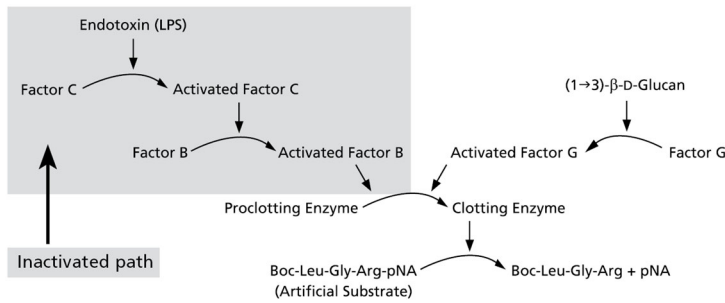 Endotoxin (LPS)
Factor C
Activated Factor C
(1→3)-β-D-Glucan
Factor B
Activated Factor B
Activated Factor G
Factor G
Proclotting Enzyme
Clotting Enzyme
Inactivated path
Boc-Leu-Gly-Arg-pNA
(Artificial Substrate)
Boc-Leu-Gly-Arg + pNA